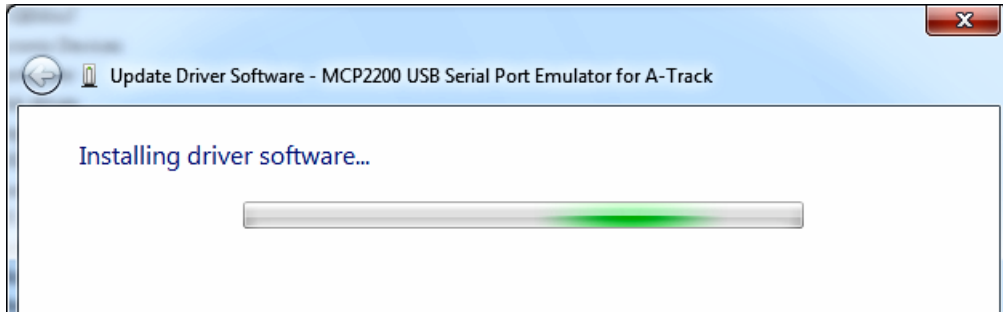 Update Driver Software - MCP2200 USB Serial Port Emulator for A-Track
Installing driver software...